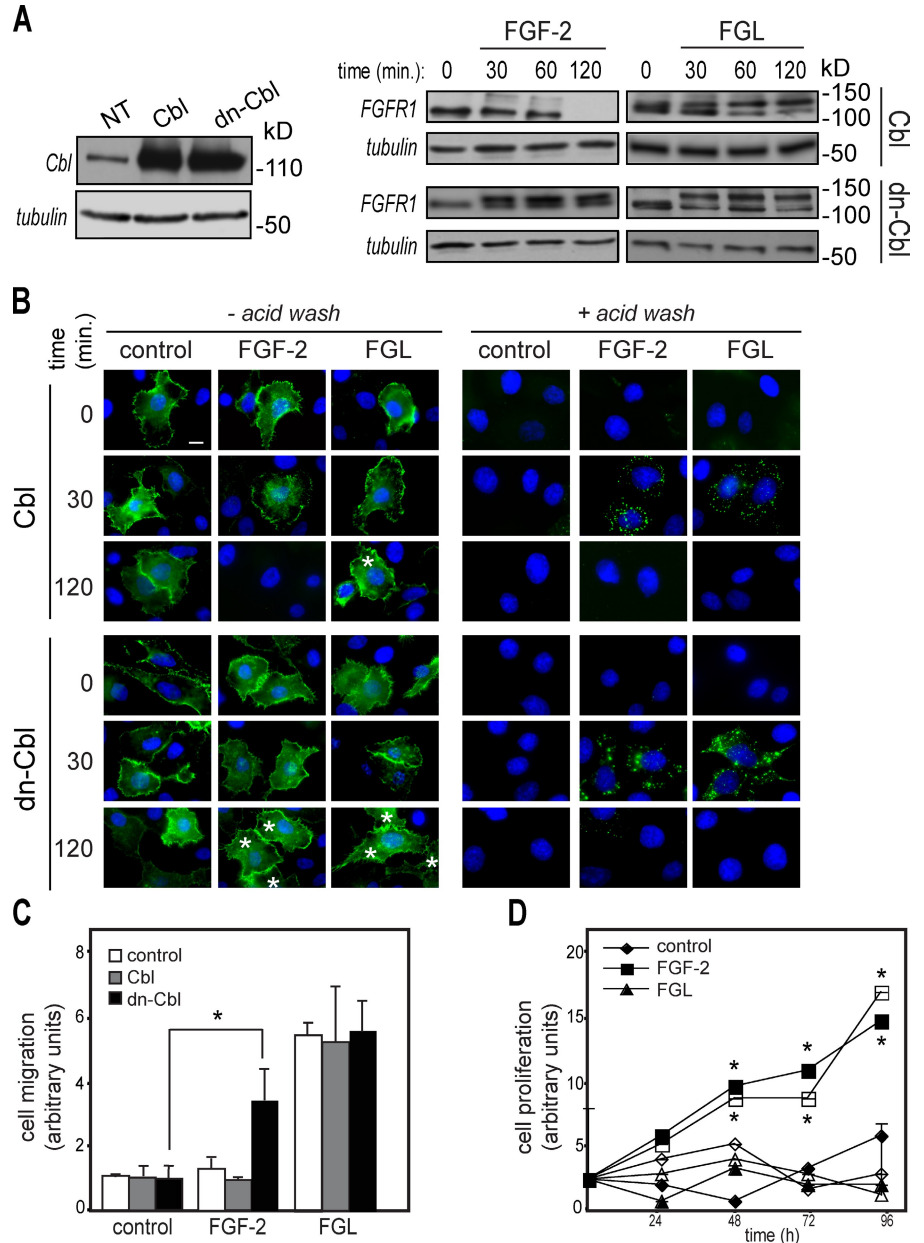 A
NT Cbl dn-Cbl
kD
Cbl
-110
tubulin
-50
FGF-2 FGL
time (min.): 0 30 60 120 0 30 60 120 kD
FGFR1 -150
-100
tubulin -50
Cbl
FGFR1 -150
-100
tubulin -50
dn-Cbl
B
- acid wash + acid wash
time (min.)
control FGF-2 FGL control FGF-2 FGL
Cbl
0
30
120
*
dn-Cbl
0
30
120
* * * * * *
C
cell migration
(arbitrary units)
8
6
4
2
0
control
Cbl
dn-Cbl
*
control FGF-2 FGL
D
cell proliferation
(arbitrary units)
20
15
10
5
0
control
FGF-2
FGL
* * *
* * *
24 48 72 96
time (h)